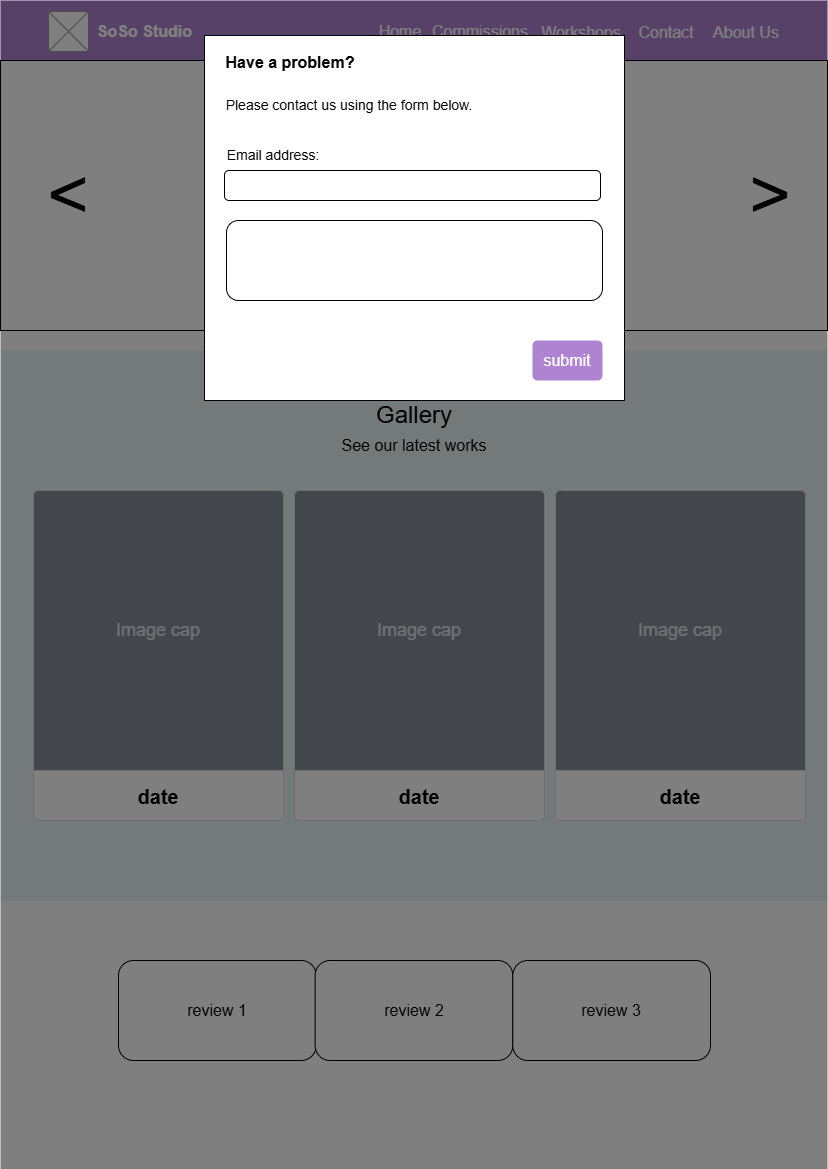 SoSo Studio
Home Commissions Workshops Contact About Us
Have a problem?
Please contact us using the form below.
Email address:
< >
submit
Gallery
See our latest works
Image cap Image cap Image cap
date date date
review 1 review 2 review 3